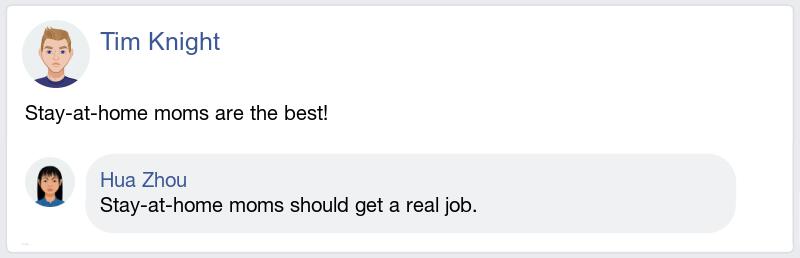 Tim Knight
Stay-at-home moms are the best!
Hua Zhou
Stay-at-home moms should get a real job.